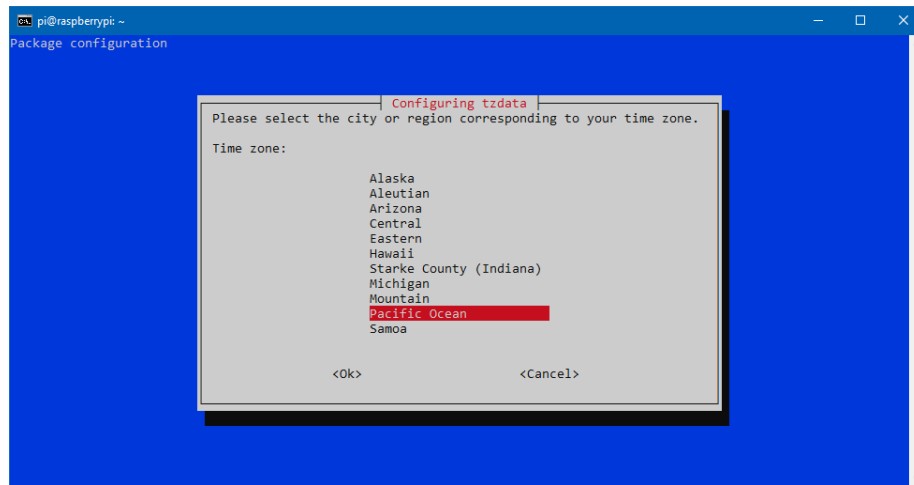 pi@raspberrypi: ~
Package configuration
Configuring tzdata
Please select the city or region corresponding to your time zone.
Time zone:
Alaska
Aleutian
Arizona
Central
Eastern
Hawaii
Starke County (Indiana)
Michigan
Mountain
Pacific Ocean
Samoa
<Ok> <Cancel>